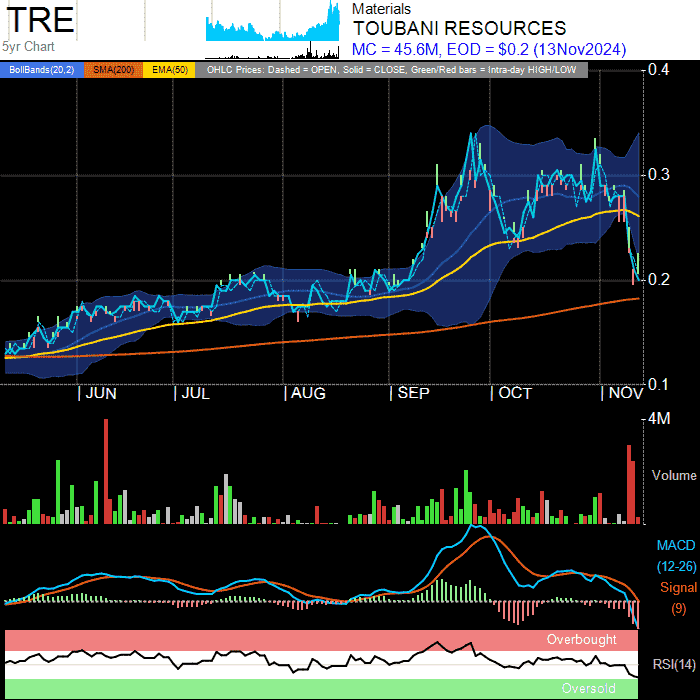 TRE
5yr Chart
Materials
TOUBANI RESOURCES
MC = 45.6M, EOD = $0.2 (13Nov2024)
BollBands(20,2) SMA(200) EMA(50) OHLC Prices: Dashed = OPEN, Solid = CLOSE, Green/Red bars = Intra-day HIGH/LOW
0.4
0.3
0.2
0.1
| JUN | JUL | AUG | SEP | OCT | NOV
4M
Volume
MACD
(12-26)
Signal
(9)
Overbought
RSI(14)
Oversold